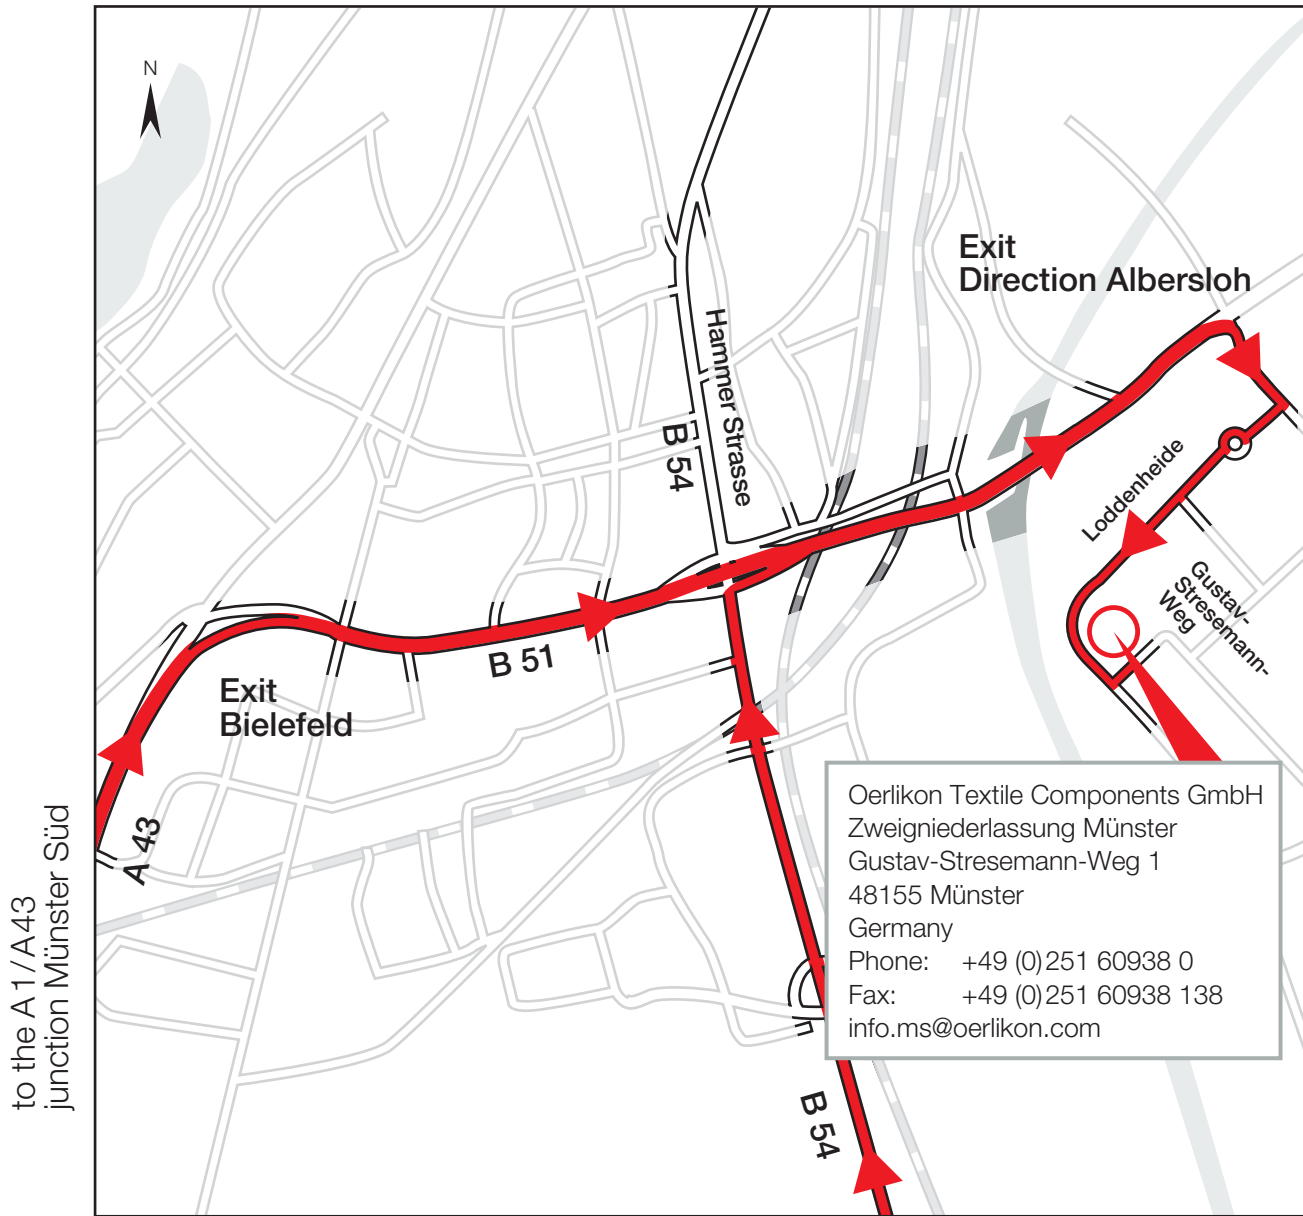 N
Exit
Direction Albersloh
Hammer Strasse
B 54
Loddenheide
Gustav-
Stresemann-
Weg
B 51
Exit
Bielefeld
A 43
to the A 1/A43
junction Münster Süd
Oerlikon Textile Components GmbH
Zweigniederlassung Münster
Gustav-Stresemann-Weg 1
48155 Münster
Germany
Phone: +49 (0)251 60938 0
Fax: +49 (0)251 60938 138
info.ms@oerlikon.com
B 54